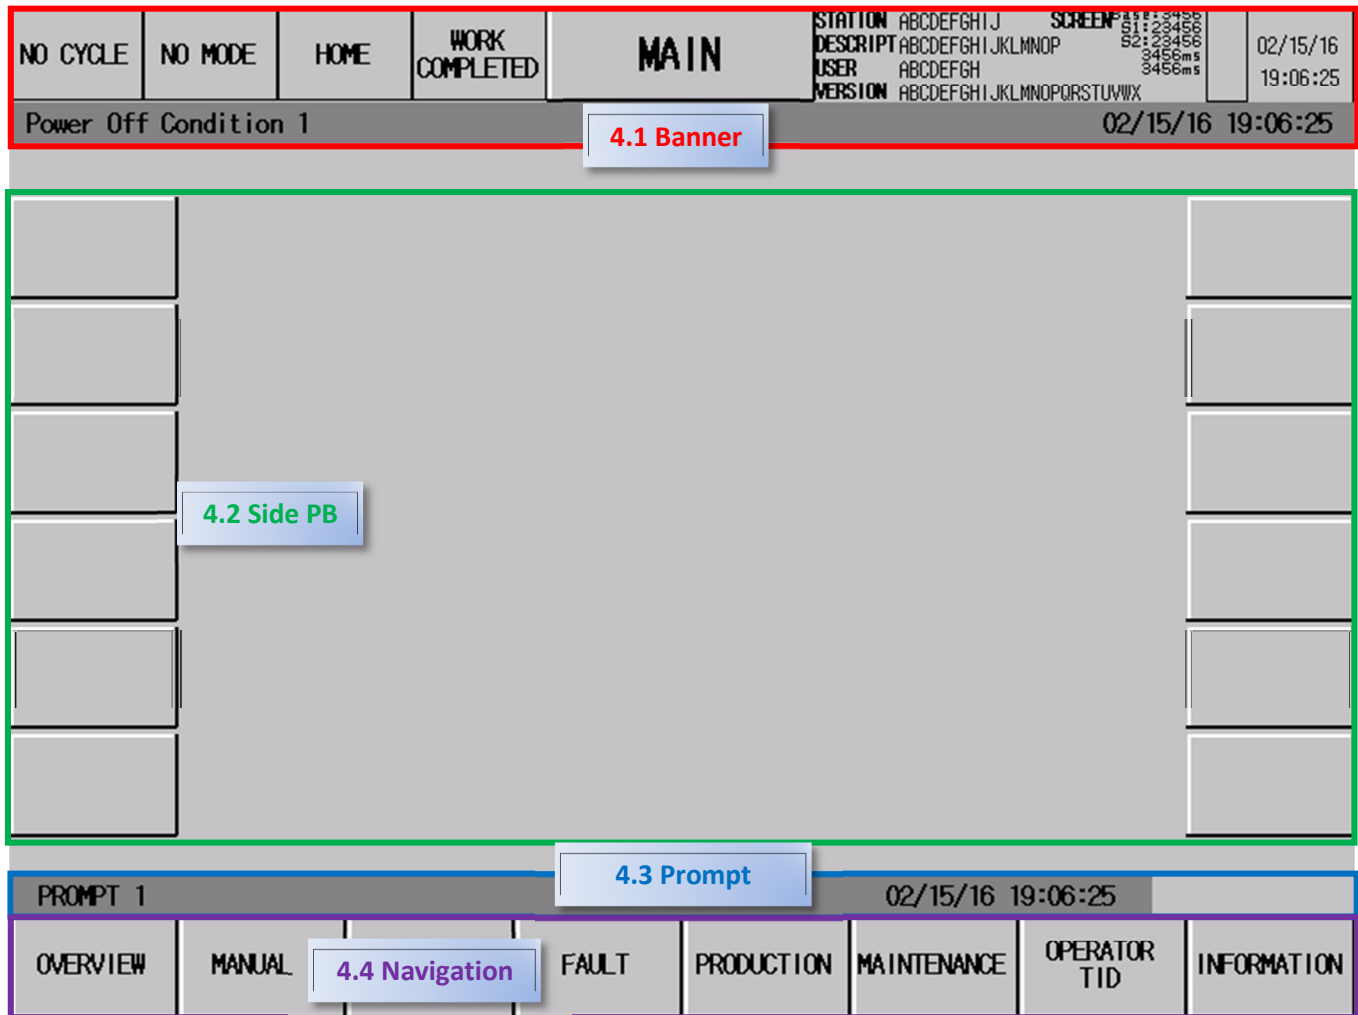 NO CYCLE
NO MODE
HOME
WORK
COMPLETED
MAIN
STATION ABCDEFGHIJ
DESCRIPT ABCDEFGHIJKLMNOP
USER ABCDEFGH
VERSION ABCDEFGHIJKLMNOPQRSTUVWX
SCREEN
S1:23456
S2:23456
3456ms
3456ms
02/15/16
19:06:25
Power Off Condition 1
02/15/16 19:06:25
4.1 Banner
4.2 Side PB
4.3 Prompt
PROMPT 1
02/15/16 19:06:25
OVERVIEW
MANUAL
4.4 Navigation
FAULT
PRODUCTION
MAINTENANCE
OPERATOR
TID
INFORMATION